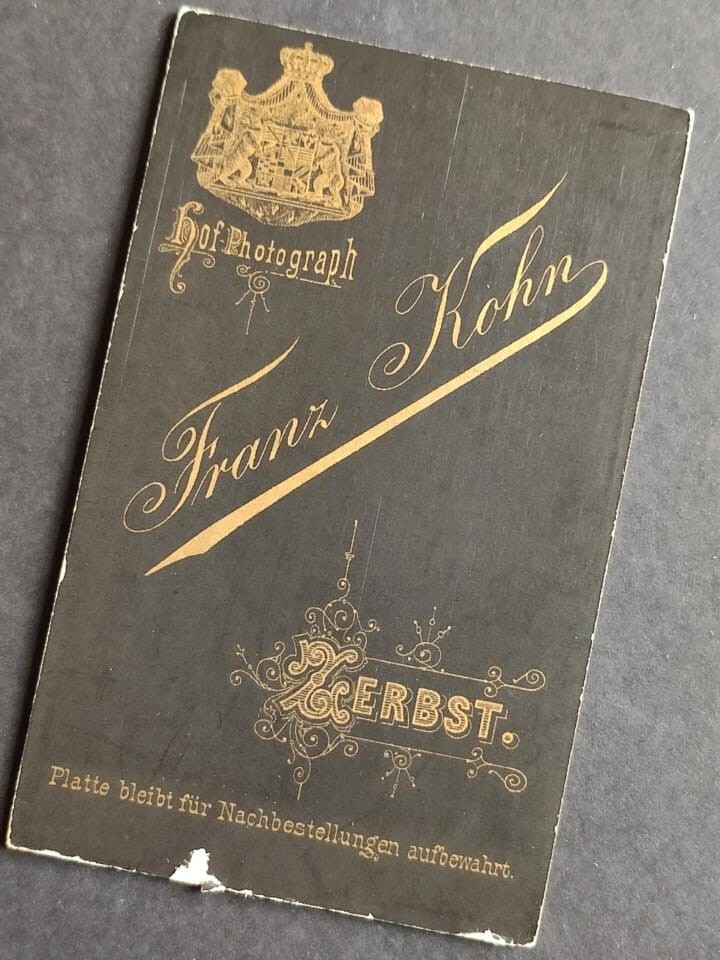 Hof-Photograph
Franz Kohn
ZERBST.
Platte bleibt für Nachbestellungen aufbewahrt.